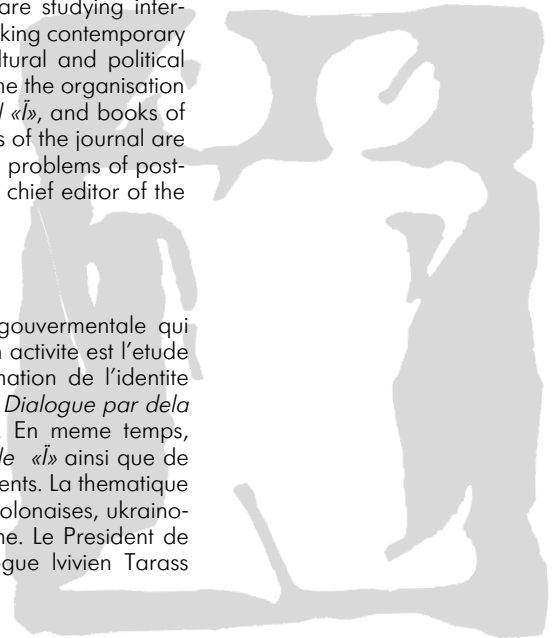 are studying inter-
king contemporary
ltural and political
me the organisation
l «Ї», and books of
s of the journal are
problems of post-
chief editor of the
gouvermentale qui
n activite est l'etude
mation de l'identite
Dialogue par dela
. En meme temps,
le «Ї» ainsi que de
ents. La thematique
olonaises, ukraino-
ne. Le President de
gue lvivien Tarass